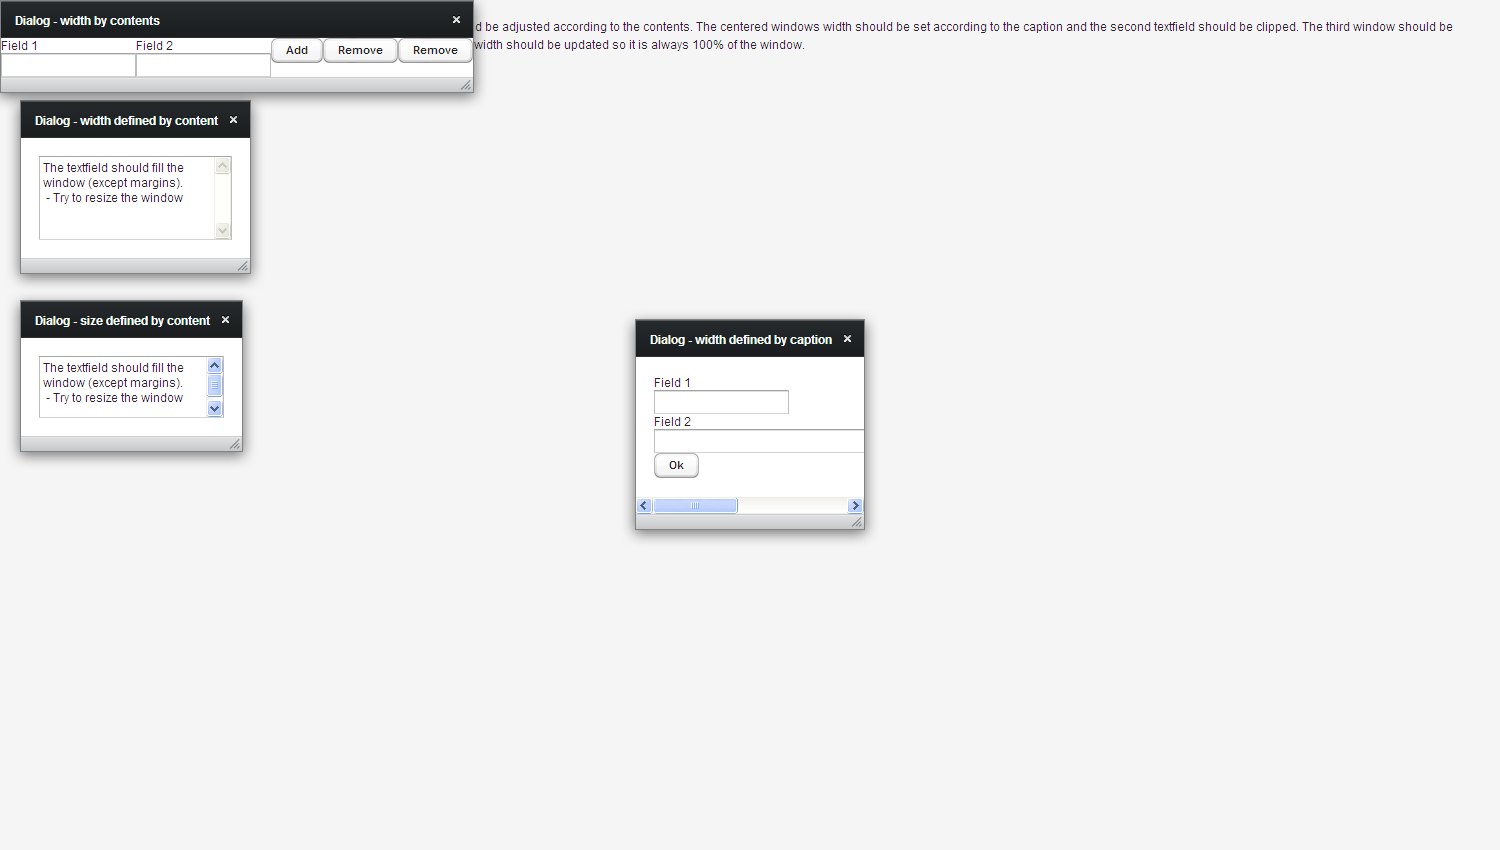 Dialog - width by contents
d be adjusted according to the contents. The centered windows width should be set according to the caption and the second textfield should be clipped. The third window should be
Field 1 Field 2 Add Remove Remove
width should be updated so it is always 100% of the window.
Dialog - width defined by content
The textfield should fill the
window (except margins).
- Try to resize the window
Dialog - size defined by content
The textfield should fill the
window (except margins).
- Try to resize the window
Dialog - width defined by caption
Field 1
Field 2
Ok